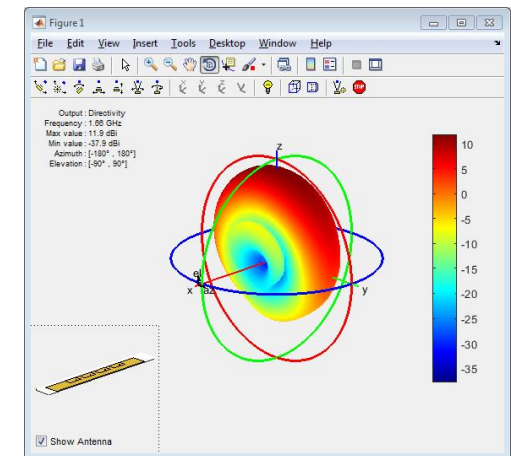 Figure 1
File Edit View Insert Tools Desktop Window Help
Output : Directivity
Frequency : 1.66 GHz
Max value : 11.9 dBi
Min value : -37.9 dBi
Azimuth : [-180° , 180°]
Elevation : [-90° , 90°]
z
el
x
az
y
10
5
0
-5
-10
-15
-20
-25
-30
-35
Show Antenna